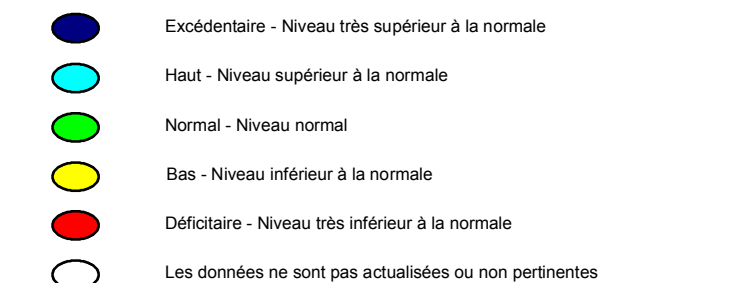 Excédentaire - Niveau très supérieur à la normale
Haut - Niveau supérieur à la normale
Normal - Niveau normal
Bas - Niveau inférieur à la normale
Déficitaire - Niveau très inférieur à la normale
Les données ne sont pas actualisées ou non pertinentes